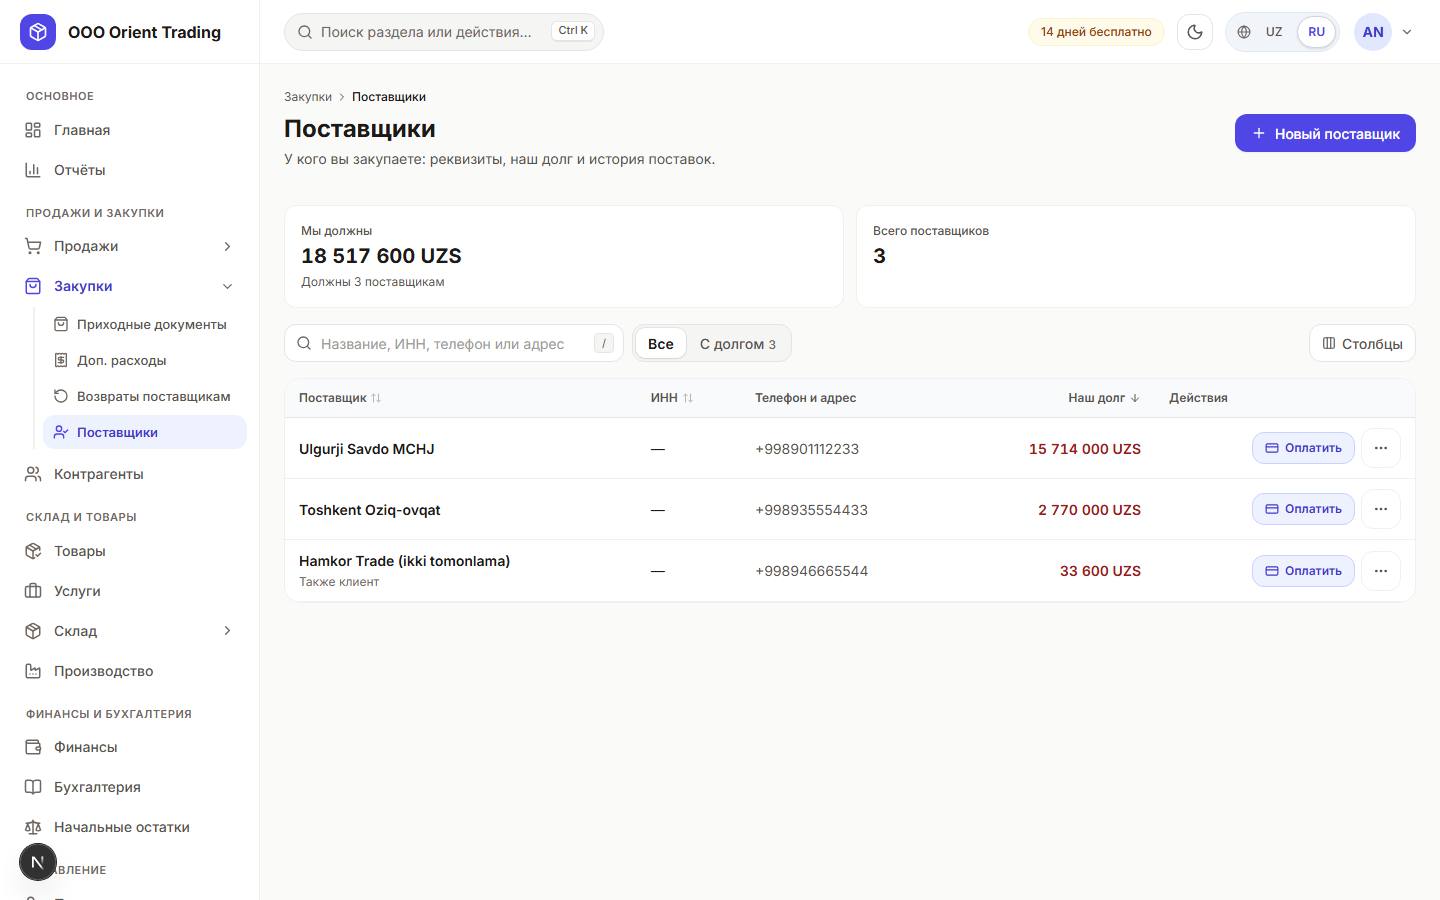 ООО Orient Trading
Поиск раздела или действия...
Ctrl K
14 дней бесплатно
UZ
RU
AN
ОСНОВНОЕ
Главная
Отчёты
ПРОДАЖИ И ЗАКУПКИ
Продажи
Закупки
Приходные документы
Доп. расходы
Возвраты поставщикам
Поставщики
Контрагенты
СКЛАД И ТОВАРЫ
Товары
Услуги
Склад
Производство
ФИНАНСЫ И БУХГАЛТЕРИЯ
Финансы
Бухгалтерия
Начальные остатки
N
Закупки > Поставщики
Поставщики
У кого вы закупаете: реквизиты, наш долг и история поставок.
+ Новый поставщик
Мы должны
18 517 600 UZS
Должны 3 поставщикам
Всего поставщиков
3
Название, ИНН, телефон или адрес
/
Все
С долгом 3
Столбцы
Поставщик ИНН Телефон и адрес Наш долг Действия
Ulgurji Savdo MCHJ — +998901112233 15 714 000 UZS Оплатить ...
Toshkent Oziq-ovqat — +998935554433 2 770 000 UZS Оплатить ...
Hamkor Trade (ikki tomonlama) — +998946665544 33 600 UZS Оплатить ...
Также клиент